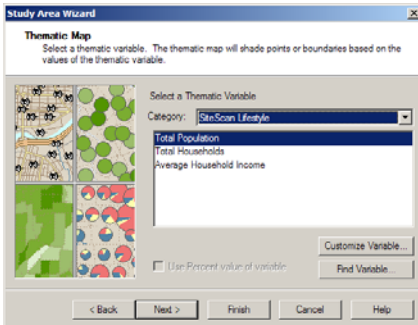 Study Area Wizard
Thematic Map
Select a thematic variable. The thematic map will shade points or boundaries based on the
values of the thematic variable.
Select a Thematic Variable
Category: SiteScan Lifestyle
Total Population
Total Households
Average Household Income
Customize Variable...
Use Percent value of variable
Find Variable...
< Back Next > Finish Cancel Help